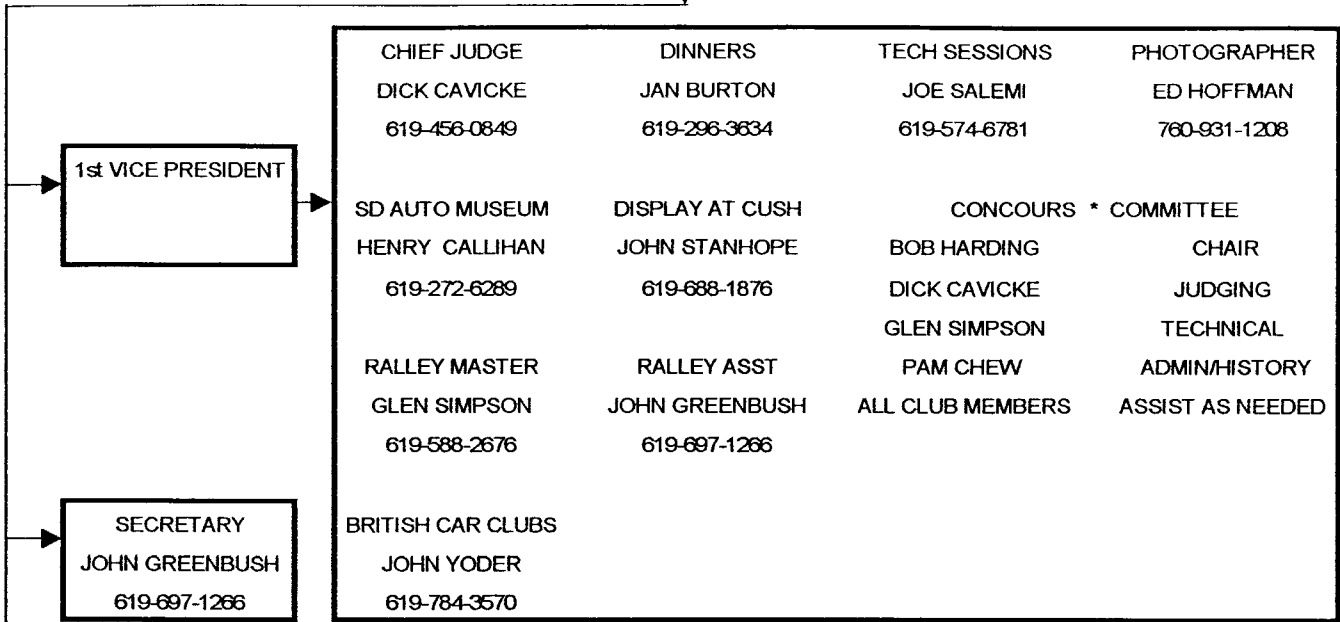 CHIEF JUDGE DINNERS TECH SESSIONS PHOTOGRAPHER
DICK CAVICKE JAN BURTON JOE SALEMI ED HOFFMAN
619-456-0849 619-296-3634 619-574-6781 760-931-1208
1st VICE PRESIDENT
SD AUTO MUSEUM DISPLAY AT CUSH CONCOURS * COMMITTEE
HENRY CALLIHAN JOHN STANHOPE BOB HARDING CHAIR
619-272-6289 619-688-1876 DICK CAVICKE JUDGING
GLEN SIMPSON TECHNICAL
RALLEY MASTER RALLEY ASST PAM CHEW ADMIN/HISTORY
GLEN SIMPSON JOHN GREENBUSH ALL CLUB MEMBERS ASSIST AS NEEDED
619-588-2676 619-697-1266
SECRETARY BRITISH CAR CLUBS
JOHN GREENBUSH JOHN YODER
619-697-1266 619-784-3570